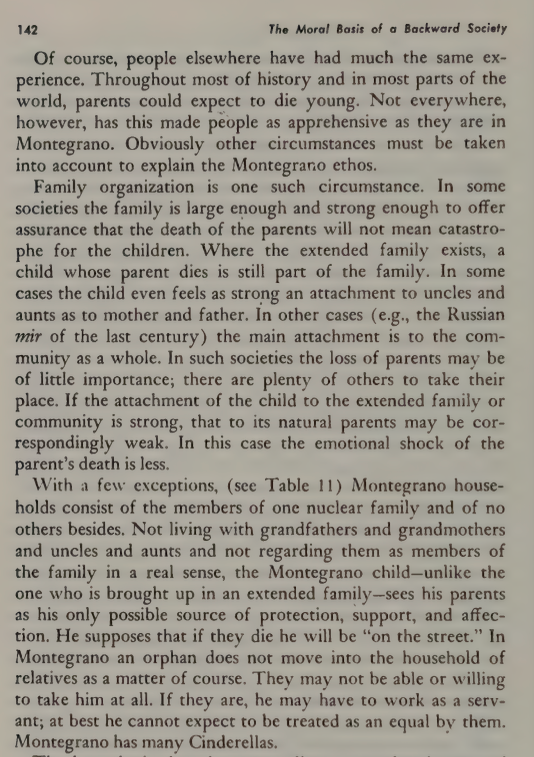 142 The Moral Basis of a Backward Society
Of course, people elsewhere have had much the same ex-
perience. Throughout most of history and in most parts of the
world, parents could expect to die young. Not everywhere,
however, has this made people as apprehensive as they are in
Montegrano. Obviously other circumstances must be taken
into account to explain the Montegrano ethos.
Family organization is one such circumstance. In some
societies the family is large enough and strong enough to offer
assurance that the death of the parents will not mean catastro-
phe for the children. Where the extended family exists, a
child whose parent dies is still part of the family. In some
cases the child even feels as strong an attachment to uncles and
aunts as to mother and father. In other cases (e.g., the Russian
mir of the last century) the main attachment is to the com-
munity as a whole. In such societies the loss of parents may be
of little importance; there are plenty of others to take their
place. If the attachment of the child to the extended family or
community is strong, that to its natural parents may be cor-
respondingly weak. In this case the emotional shock of the
parent's death is less.
With a few exceptions, (see Table 11) Montegrano house-
holds consist of the members of one nuclear family and of no
others besides. Not living with grandfathers and grandmothers
and uncles and aunts and not regarding them as members of
the family in a real sense, the Montegrano child—unlike the
one who is brought up in an extended family—sees his parents
as his only possible source of protection, support, and affec-
tion. He supposes that if they die he will be "on the street." In
Montegrano an orphan does not move into the household of
relatives as a matter of course. They may not be able or willing
to take him at all. If they are, he may have to work as a serv-
ant; at best he cannot expect to be treated as an equal by them.
Montegrano has many Cinderellas.